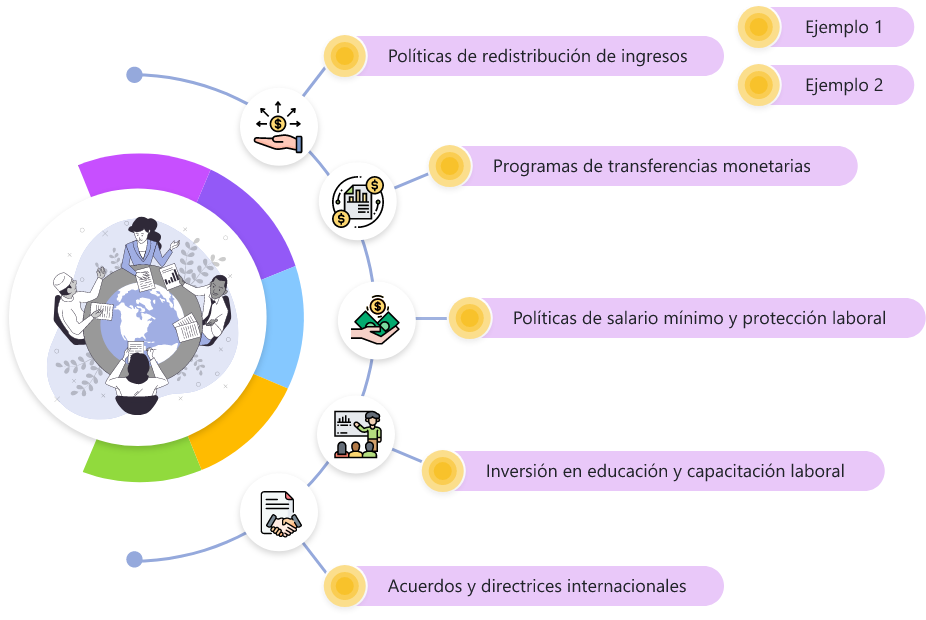 Políticas de redistribución de ingresos
Ejemplo 1
Ejemplo 2
Programas de transferencias monetarias
Políticas de salario mínimo y protección laboral
Inversión en educación y capacitación laboral
Acuerdos y directrices internacionales